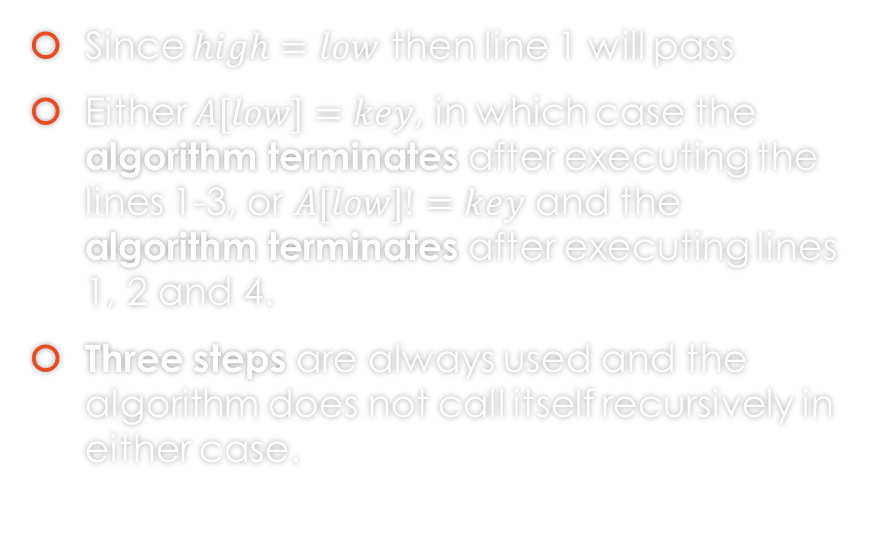 Since high = low then line 1 will pass
Either A[low] = key, in which case the
algorithm terminates after executing the
lines 1-3, or A[low]! = key and the
algorithm terminates after executing lines
1, 2 and 4.
Three steps are always used and the
algorithm does not call itself recursively in
either case.